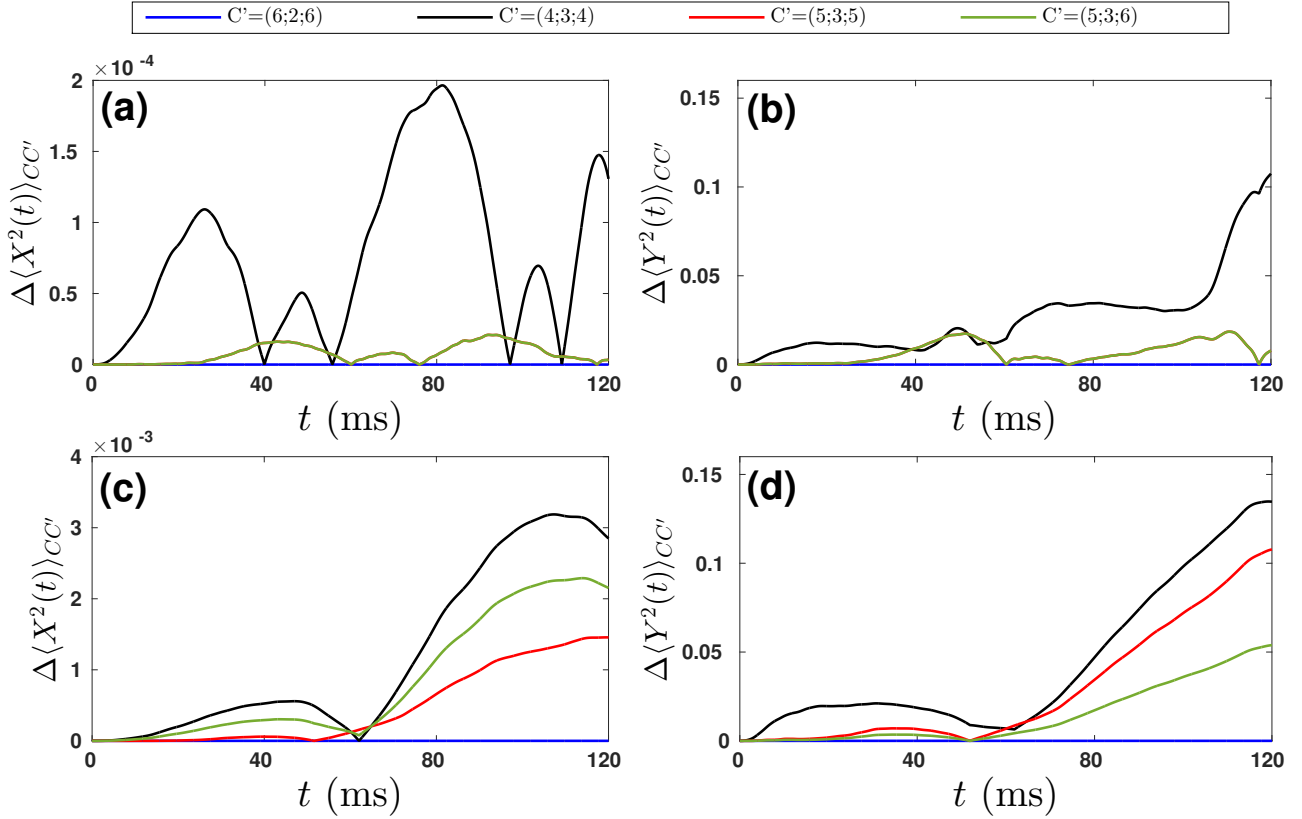 C'=(6;2;6) C'=(4;3;4) C'=(5;3;5) C'=(5;3;6)
×10 -4
(a)
Δ⟨X²(t)⟩CC′
2
1.5
1
0.5
0
0 40 80 120
t (ms)
(b)
Δ⟨Y²(t)⟩CC′
0.15
0.1
0.05
0
0 40 80 120
t (ms)
×10 -3
(c)
Δ⟨X²(t)⟩CC′
4
3
2
1
0
0 40 80 120
t (ms)
(d)
Δ⟨Y²(t)⟩CC′
0.15
0.1
0.05
0
0 40 80 120
t (ms)